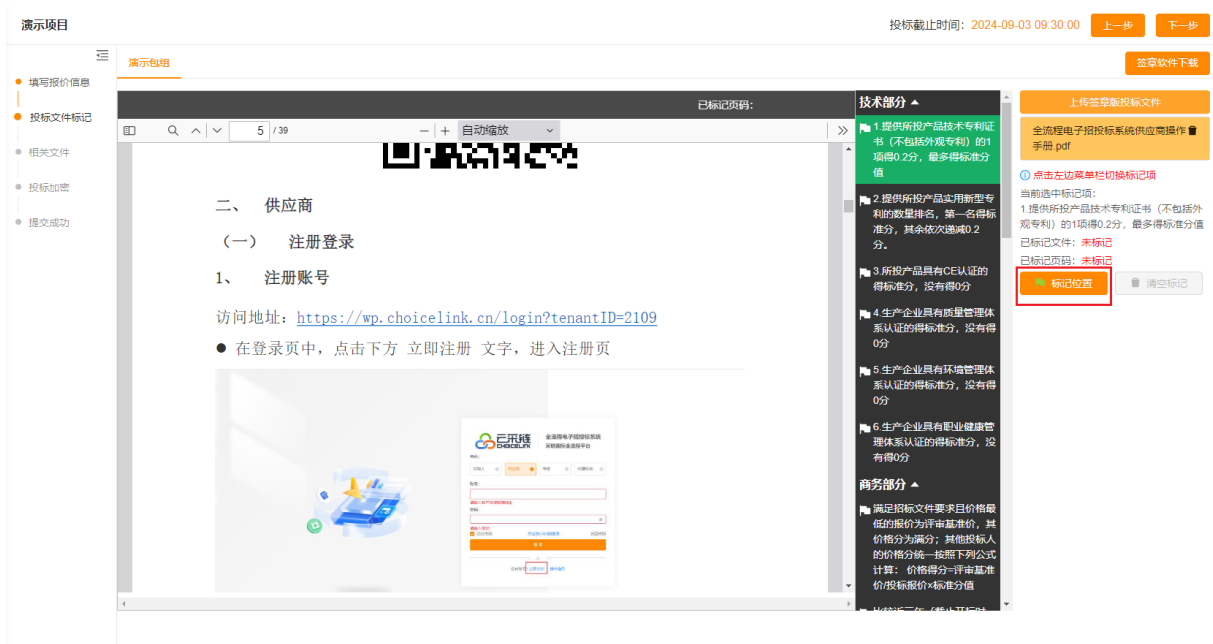 演示项目
投标截止时间：2024-09-03 09:30:00
上一步
下一步
演示包组
签章软件下载
填写报价信息
投标文件标记
相关文件
投标加密
提交成功
已标记页码：
5 / 39
自动缩放
二、 供应商
（一） 注册登录
1、 注册账号
访问地址：https://wp.choicelink.cn/login?tenantID=2109
● 在登录页中，点击下方 立即注册 文字，进入注册页
云采链
CHOICELINK
全流程电子招投标系统
采联国际全流程平台
技术部分
1.提供所投产品技术专利证
书（不包括外观专利）的1
项得0.2分，最多得标准分
值
2.提供所投产品实用新型专
利的数量排名，第一名得标
准分，其余依次递减0.2
分。
3.所投产品具有CE认证的
得标准分，没有得0分
4.生产企业具有质量管理体
系认证的得标准分，没有得
0分
5.生产企业具有环境管理体
系认证的得标准分，没有得
0分
6.生产企业具有职业健康管
理体系认证的得标准分，没
有得0分
商务部分
满足招标文件要求且价格最
低的报价为评审基准价，其
价格分为满分；其他投标人
的价格分统一按照下列公式
计算： 价格得分=评审基准
价/投标报价×标准分值
上传签章版投标文件
全流程电子招投标系统供应商操作
手册.pdf
点击左边菜单栏切换标记项
当前选中标记项：
1.提供所投产品技术专利证书（不包括外
观专利）的1项得0.2分，最多得标准分值
已标记文件：未标记
已标记页码：未标记
标记位置
清空标记